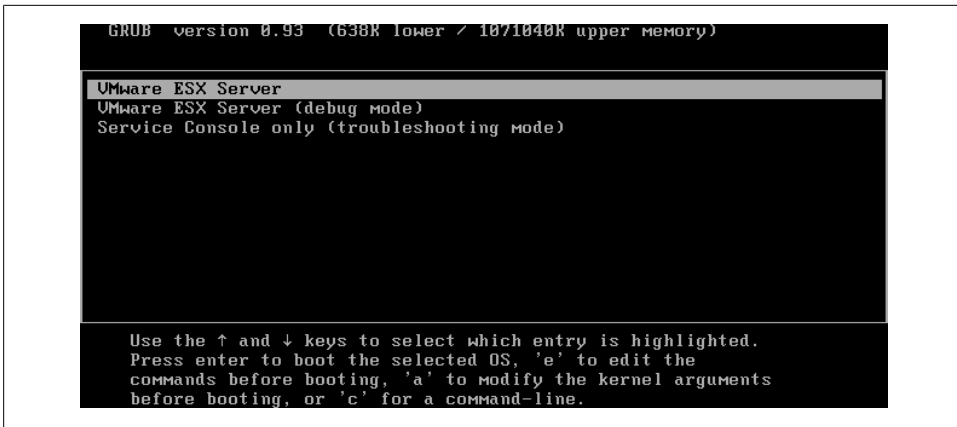 GRUB version 0.93 (638K lower / 1071040K upper memory)
VMware ESX Server
VMware ESX Server (debug mode)
Service Console only (troubleshooting mode)
Use the ↑ and ↓ keys to select which entry is highlighted.
Press enter to boot the selected OS, 'e' to edit the
commands before booting, 'a' to modify the kernel arguments
before booting, or 'c' for a command-line.